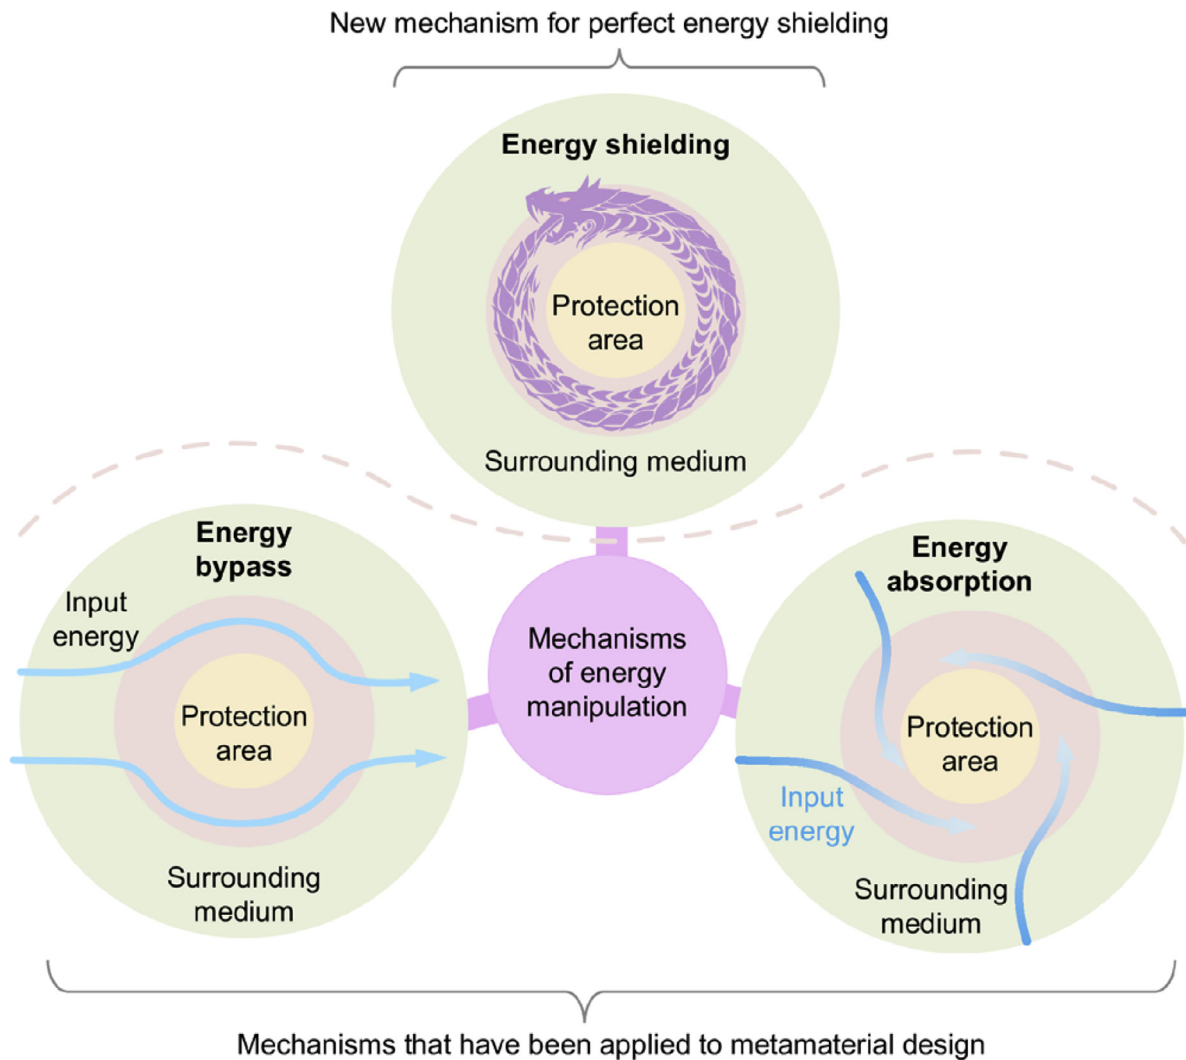 New mechanism for perfect energy shielding
Energy shielding
Protection
area
Surrounding medium
Energy
bypass
Input
energy
Protection
area
Surrounding
medium
Mechanisms
of energy
manipulation
Energy
absorption
Protection
area
Input
energy
Surrounding
medium
Mechanisms that have been applied to metamaterial design